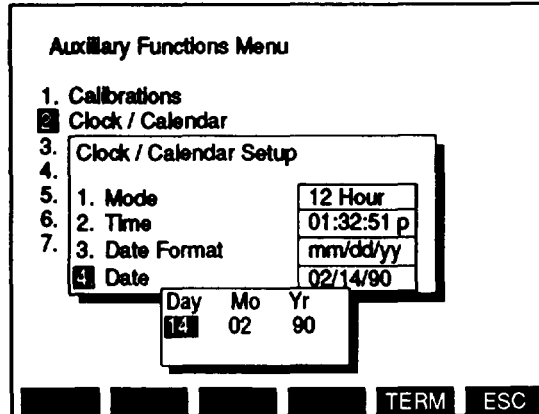 Auxiliary Functions Menu
1. Calibrations
2 Clock / Calendar
3.
4.
5.
6.
7.
Clock / Calendar Setup
1. Mode 12 Hour
2. Time 01:32:51 p
3. Date Format mm/dd/yy
4 Date 02/14/90
Day Mo Yr
14 02 90
TERM ESC